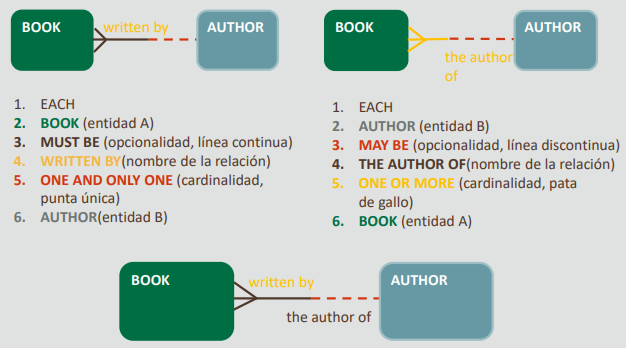 BOOK
written by
AUTHOR
1. EACH
2. BOOK (entidad A)
3. MUST BE (opcionalidad, línea continua)
4. WRITTEN BY(nombre de la relación)
5. ONE AND ONLY ONE (cardinalidad,
punta única)
6. AUTHOR(entidad B)
BOOK
AUTHOR
the author
of
1. EACH
2. AUTHOR (entidad B)
3. MAY BE (opcionalidad, línea discontinua)
4. THE AUTHOR OF(nombre de la relación)
5. ONE OR MORE (cardinalidad, pata
de gallo)
6. BOOK (entidad A)
BOOK
written by
AUTHOR
the author of